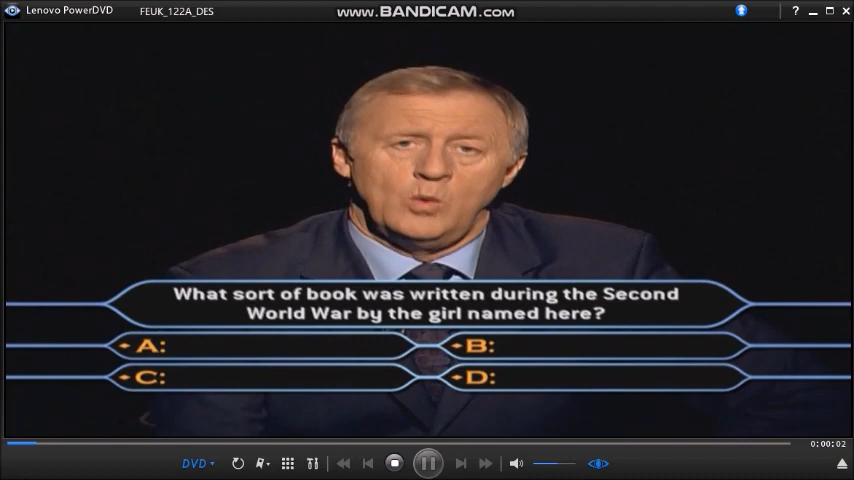 Lenovo PowerDVD
FEUK_122A_DES
www.BANDICAM.com
?
What sort of book was written during the Second
World War by the girl named here?
A:
B:
C:
D:
0:00:02
DVD